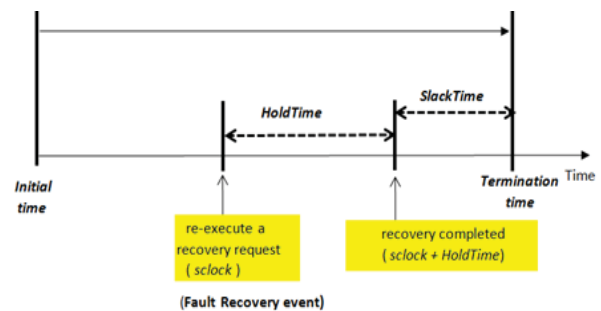 SlackTime
HoldTime
Initial
time
Termination
time
Time
re-execute a
recovery request
( sclock )
recovery completed
( sclock + HoldTime)
(Fault Recovery event)